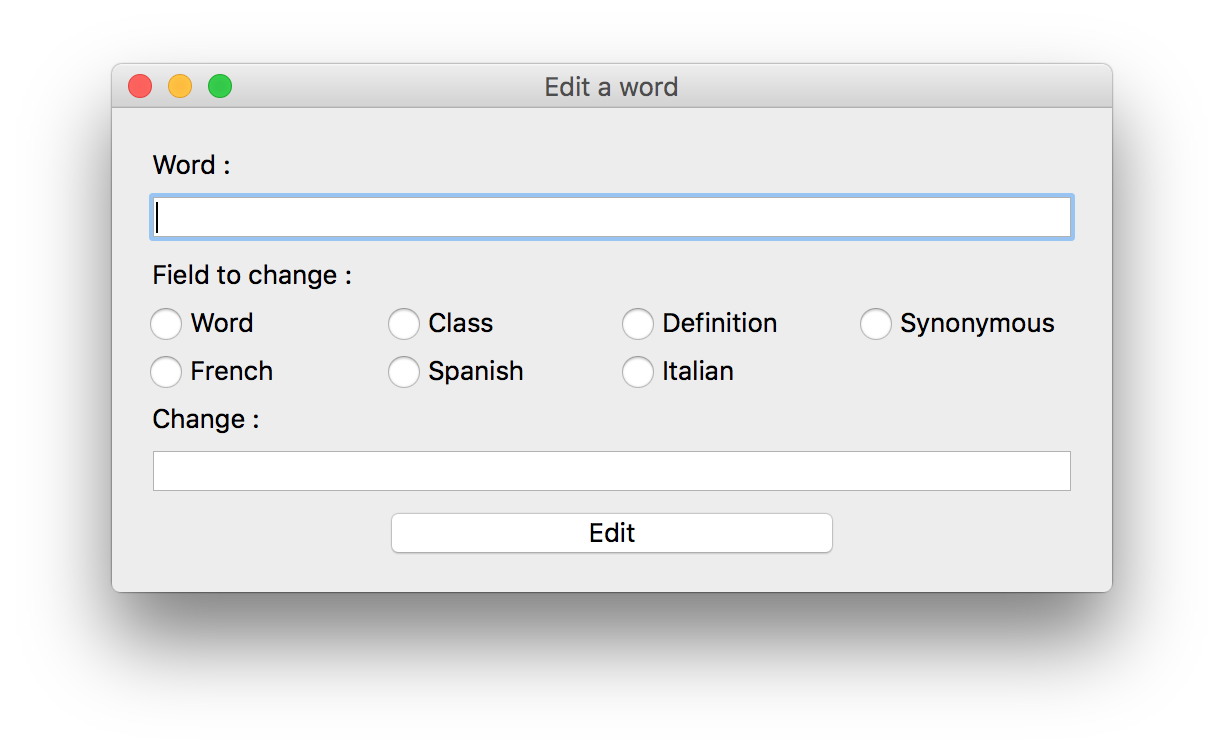 Edit a word
Word :
Field to change :
Word Class Definition Synonymous
French Spanish Italian
Change :
Edit